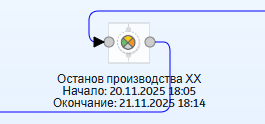 Останов производства XX
Начало: 20.11.2025 18:05
Окончание: 21.11.2025 18:14